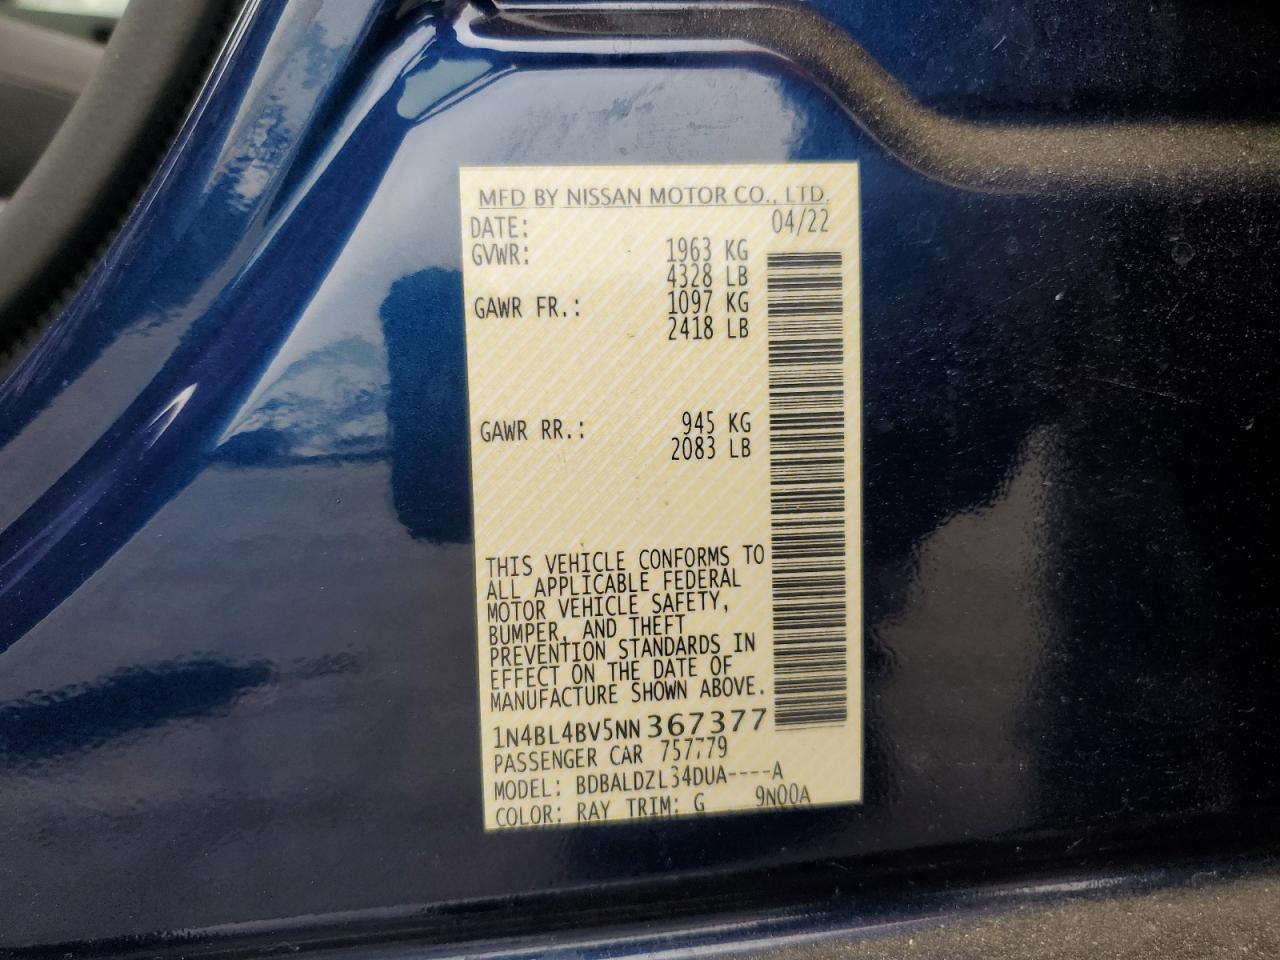 MFD BY NISSAN MOTOR CO., LTD.
DATE: 04/22
GVWR: 1963 KG
4328 LB
GAWR FR.: 1097 KG
2418 LB
GAWR RR.: 945 KG
2083 LB
THIS VEHICLE CONFORMS TO
ALL APPLICABLE FEDERAL
MOTOR VEHICLE SAFETY,
BUMPER, AND THEFT
PREVENTION STANDARDS IN
EFFECT ON THE DATE OF
MANUFACTURE SHOWN ABOVE.
1N4BL4BV5NN367377
PASSENGER CAR 757779
MODEL: BDBALDZL34DUA----A
COLOR: RAY TRIM: G 9N00A